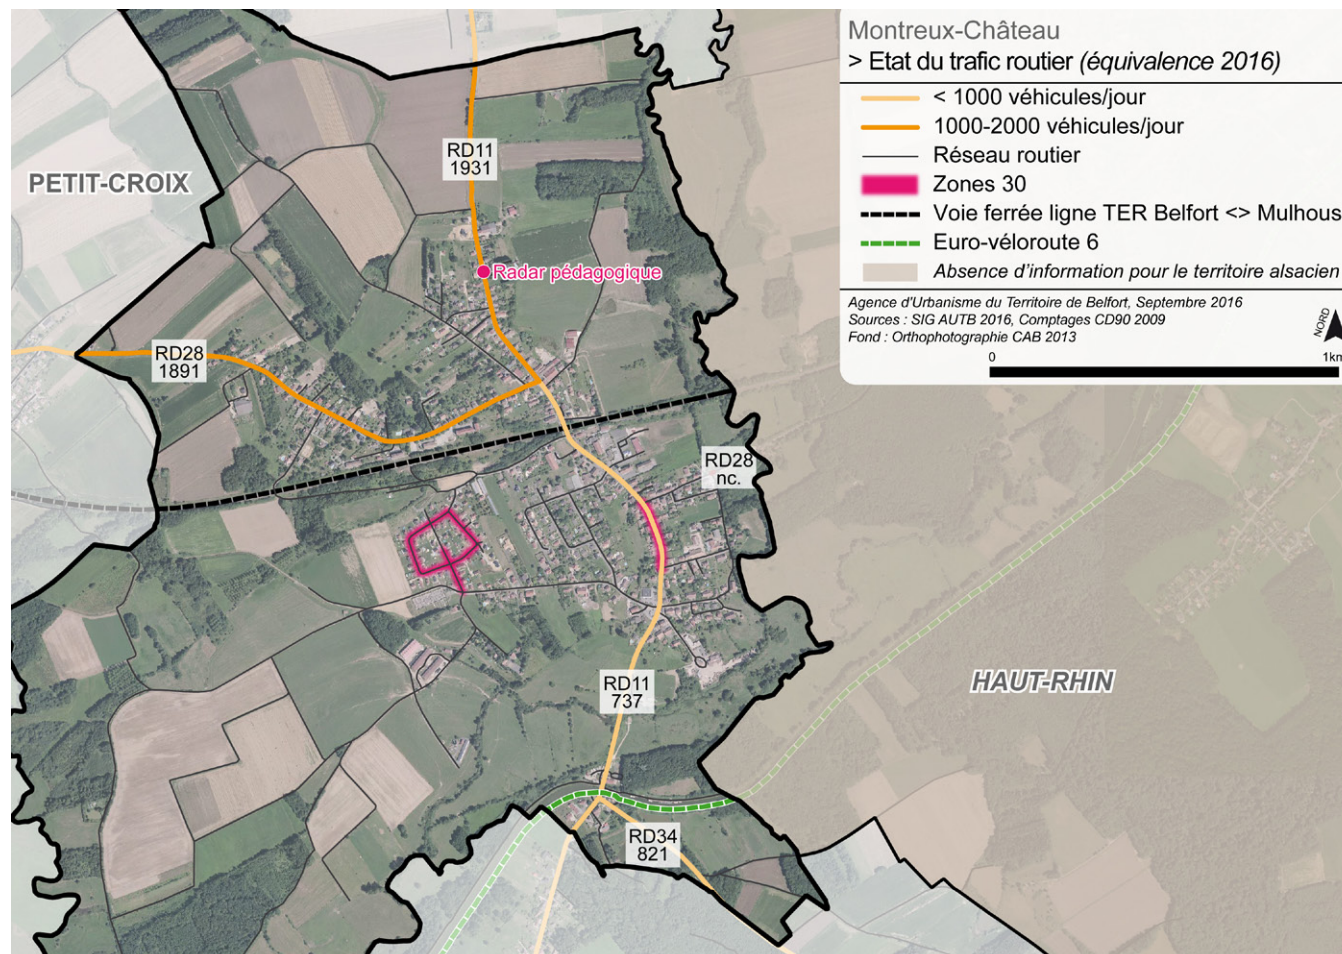 Montreux-Château
> Etat du trafic routier (équivalence 2016)
< 1000 véhicules/jour
1000-2000 véhicules/jour
Réseau routier
Zones 30
Voie ferrée ligne TER Belfort <> Mulhous
Euro-véloroute 6
Absence d'information pour le territoire alsacien
Agence d'Urbanisme du Territoire de Belfort, Septembre 2016
Sources : SIG AUTB 2016, Comptages CD90 2009
Fond : Orthophotographie CAB 2013
NORD
0
1km
RD11
1931
PETIT-CROIX
Radar pédagogique
RD28
1891
RD28
nc.
RD11
737
HAUT-RHIN
RD34
821